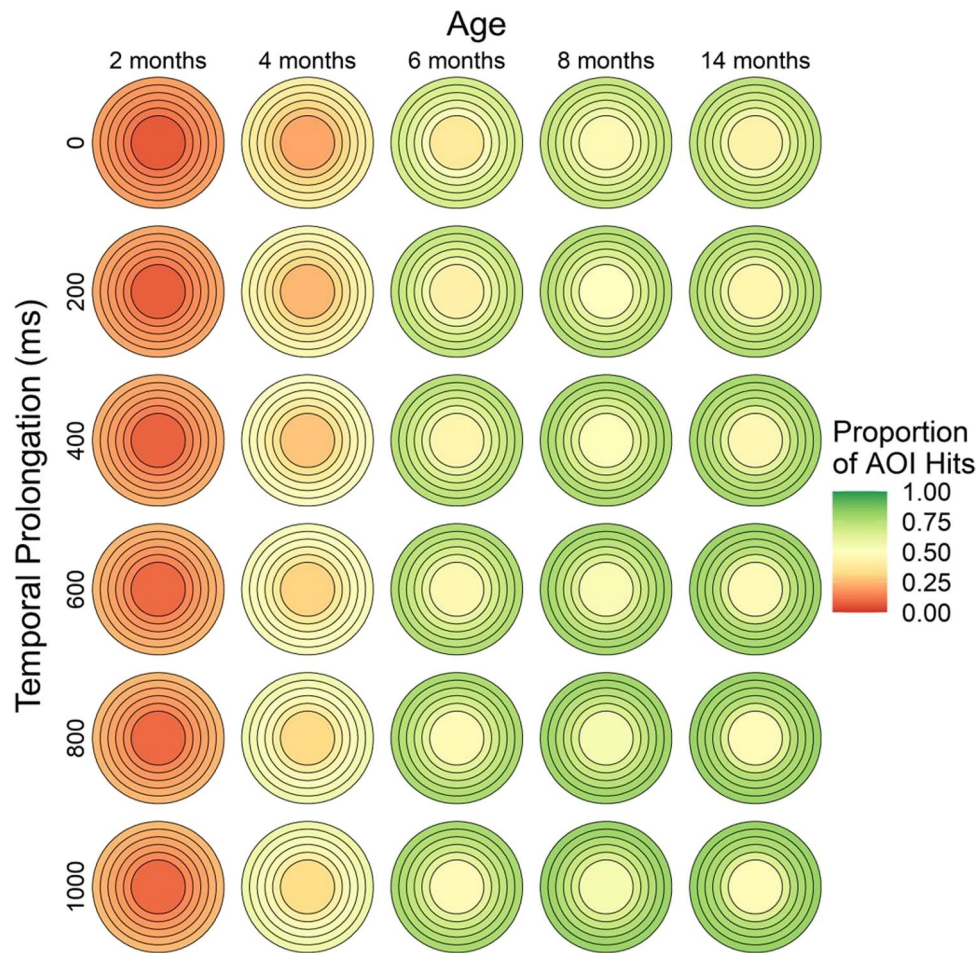 Age
2 months 4 months 6 months 8 months 14 months
Temporal Prolongation (ms)
0
200
400
600
800
1000
Proportion
of AOI Hits
1.00
0.75
0.50
0.25
0.00